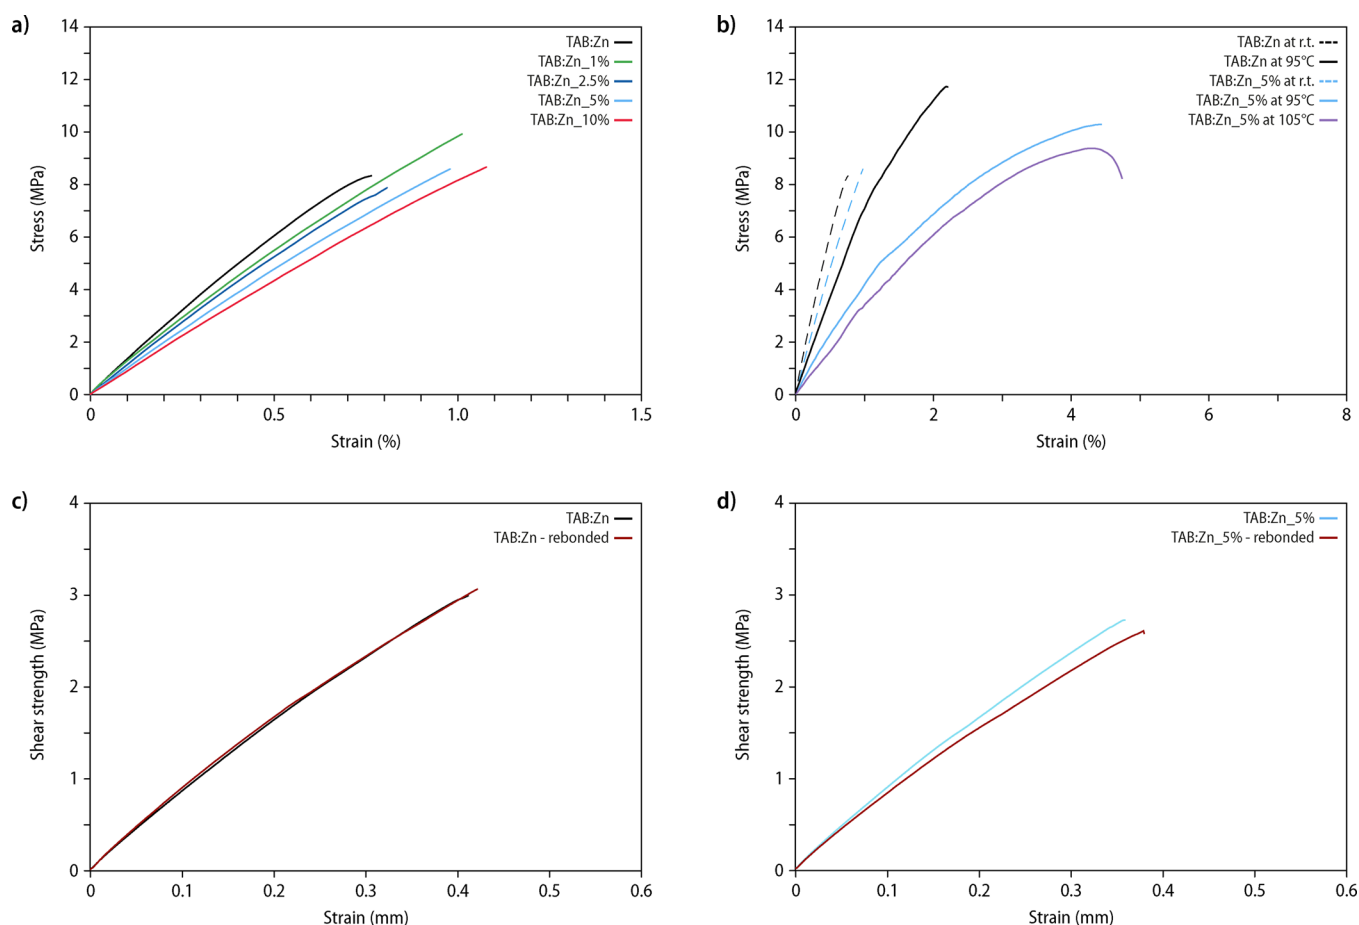 a)
14
12
10
8
6
4
2
0
Stress (MPa)
TAB:Zn
TAB:Zn_1%
TAB:Zn_2.5%
TAB:Zn_5%
TAB:Zn_10%
0
0.5
1.0
1.5
Strain (%)
b)
14
12
10
8
6
4
2
0
Stress (MPa)
TAB:Zn at r.t.
TAB:Zn at 95°C
TAB:Zn_5% at r.t.
TAB:Zn_5% at 95°C
TAB:Zn_5% at 105°C
0
2
4
6
8
Strain (%)
c)
4
3
2
1
0
Shear strength (MPa)
TAB:Zn
TAB:Zn - rebonded
0
0.1
0.2
0.3
0.4
0.5
0.6
Strain (mm)
d)
4
3
2
1
0
Shear strength (MPa)
TAB:Zn_5%
TAB:Zn_5% - rebonded
0
0.1
0.2
0.3
0.4
0.5
0.6
Strain (mm)